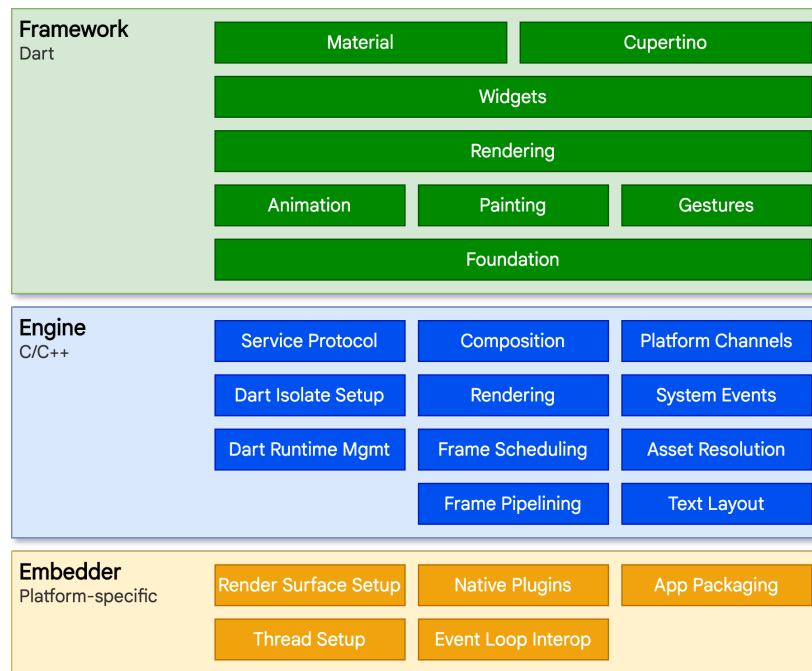 Framework
Dart
Material
Cupertino
Widgets
Rendering
Animation
Painting
Gestures
Foundation
Engine
C/C++
Service Protocol
Composition
Platform Channels
Dart Isolate Setup
Rendering
System Events
Dart Runtime Mgmt
Frame Scheduling
Asset Resolution
Frame Pipelining
Text Layout
Embedder
Platform-specific
Render Surface Setup
Native Plugins
App Packaging
Thread Setup
Event Loop Interop